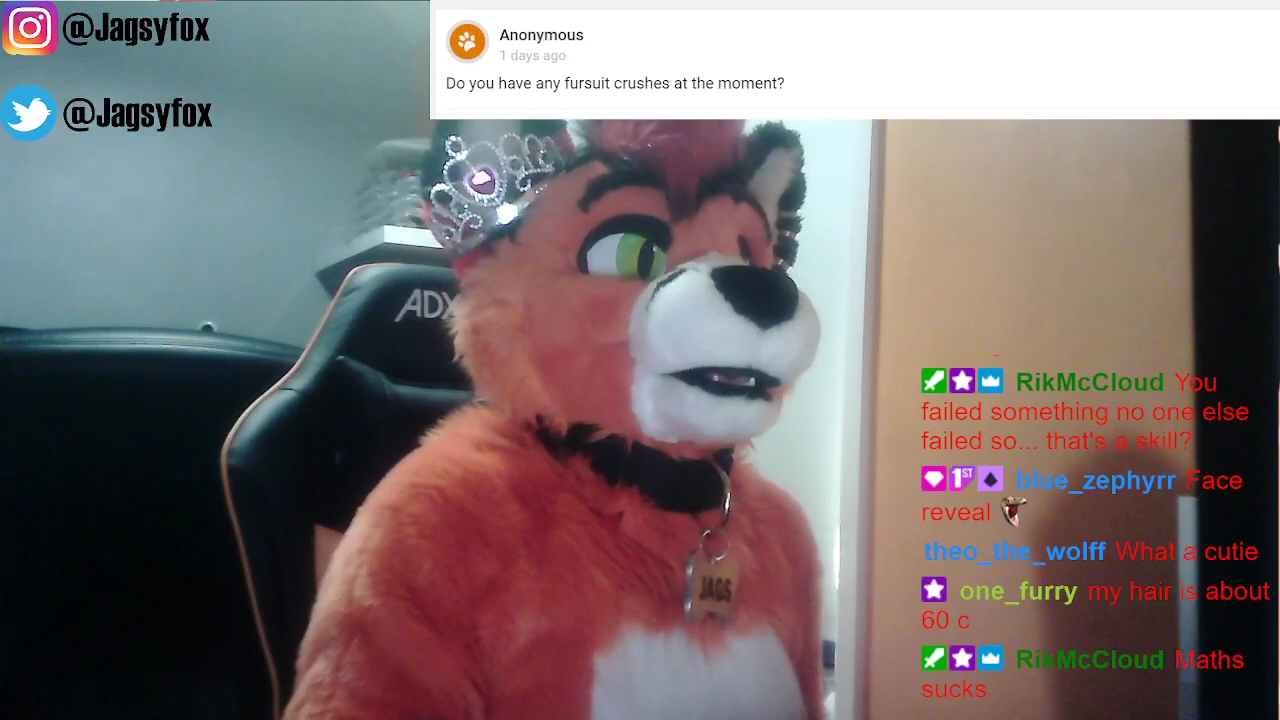 @Jagsyfox
@Jagsyfox
Anonymous
1 days ago
Do you have any fursuit crushes at the moment?
ADX
JAGS
RikMcCloud You
failed something no one else
failed so... that's a skill?
1ST blue_zephyrr Face
reveal
theo_the_wolff What a cutie
one_furry my hair is about
60 c
RikMcCloud Maths
sucks